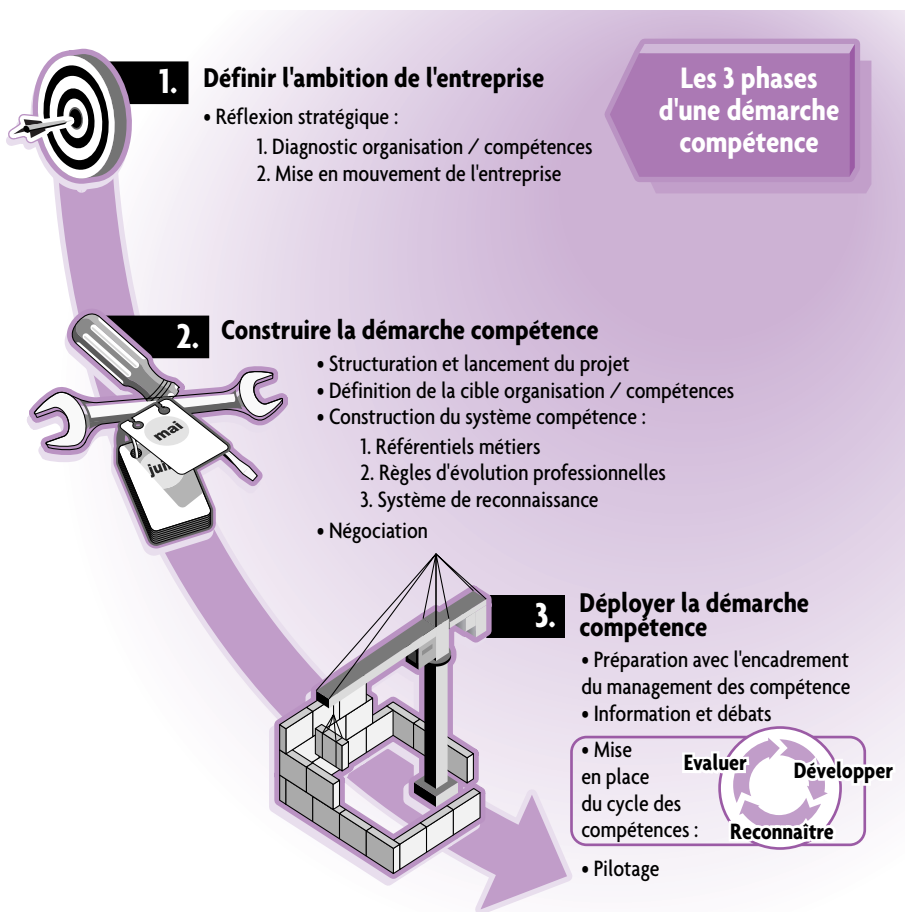 Les 3 phases
d'une démarche
compétence
1. Définir l'ambition de l'entreprise
• Réflexion stratégique :
1. Diagnostic organisation / compétences
2. Mise en mouvement de l'entreprise
2. Construire la démarche compétence
• Structuration et lancement du projet
• Définition de la cible organisation / compétences
• Construction du système compétence :
1. Référentiels métiers
2. Règles d'évolution professionnelles
3. Système de reconnaissance
• Négociation
mai
3. Déployer la démarche
compétence
• Préparation avec l'encadrement
du management des compétence
• Information et débats
• Mise
en place
du cycle des
compétences :
Evaluer
Développer
Reconnaître
• Pilotage